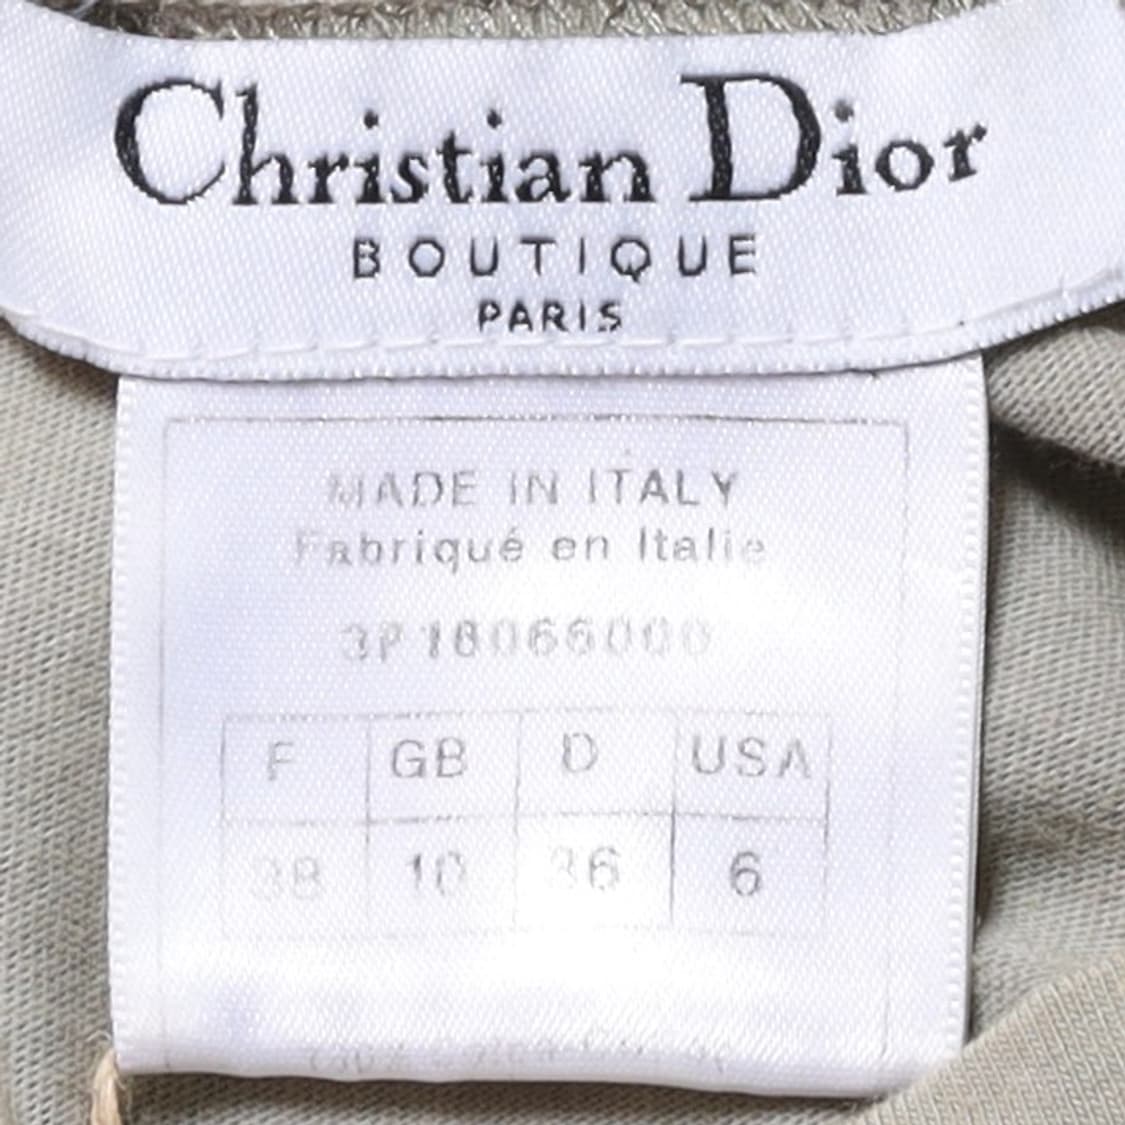 Christian Dior
BOUTIQUE
PARIS
MADE IN ITALY
Fabriqué en Italie
3P18066000
F GB D USA
38 10 36 6